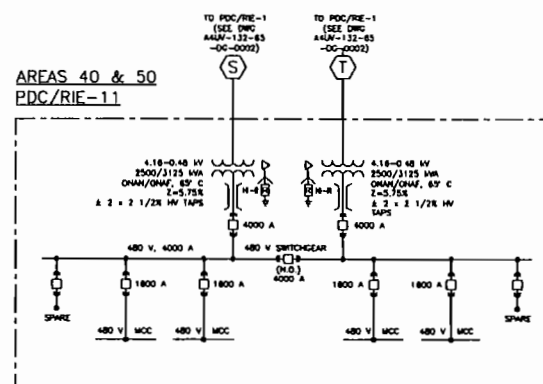 TO PDC/RIE-1
(SEE DWG
A4UV-132-65
-DC-0002)
S
TO PDC/RIE-1
(SEE DWG
A4UV-132-65
-DC-0002)
T
AREAS 40 & 50
PDC/RIE-11
4.16-0.48 kV
2500/3125 kVA
ONAN/ONAF, 65° C
Z=5.75%
± 2 x 2 1/2% HV
TAPS
HI-R
4.16-0.48 kV
2500/3125 kVA
ONAN/ONAF, 65° C
Z=5.75%
± 2 x 2 1/2% HV
TAPS
HI-R
4000 A
4000 A
480 V, 4000 A
480 V SWITCHGEAR
(N.O.)
4000 A
SPARE
1600 A
1600 A
1600 A
1600 A
SPARE
480 V MCC
480 V MCC
480 V MCC
480 V MCC